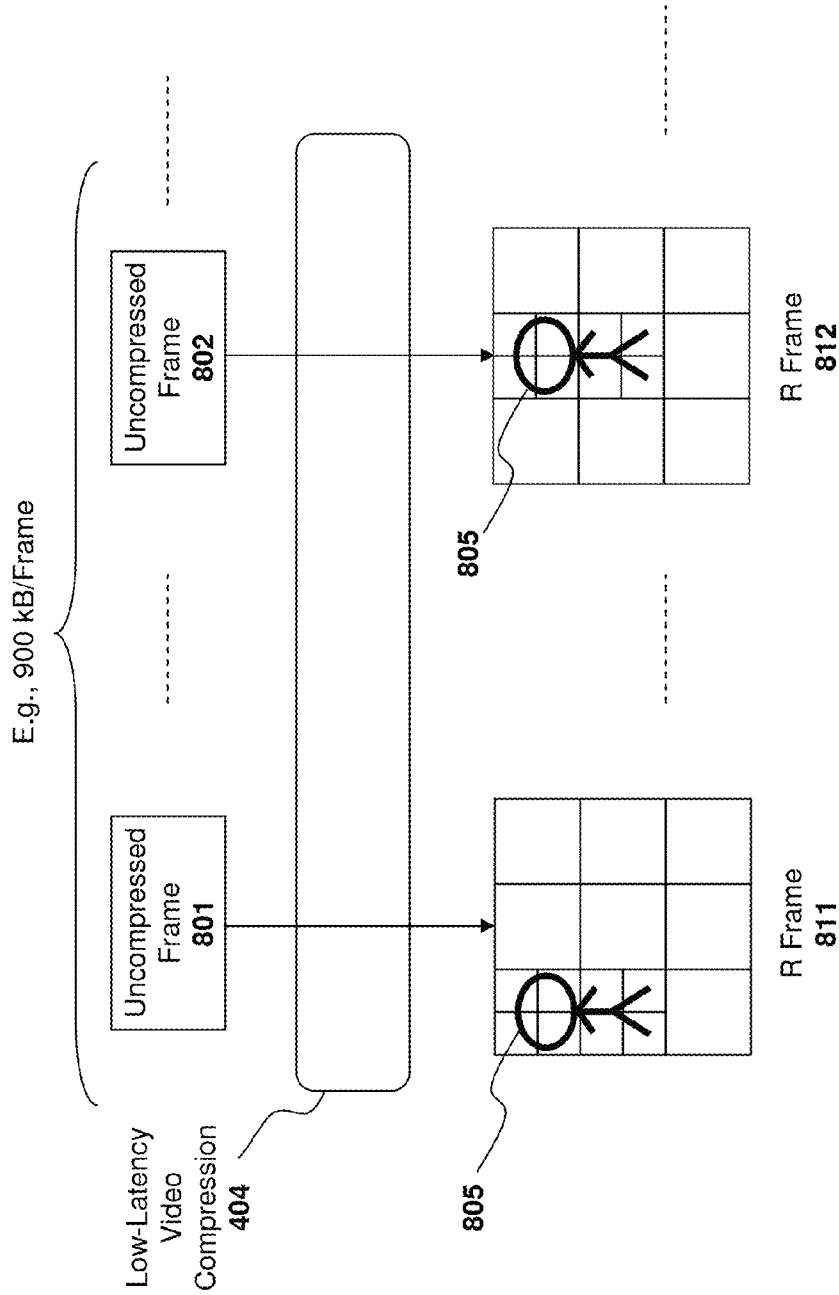 E.g., 900 kB/Frame
Uncompressed
Frame
801
Uncompressed
Frame
802
Low-Latency
Video
Compression
404
805
805
R Frame
811
R Frame
812